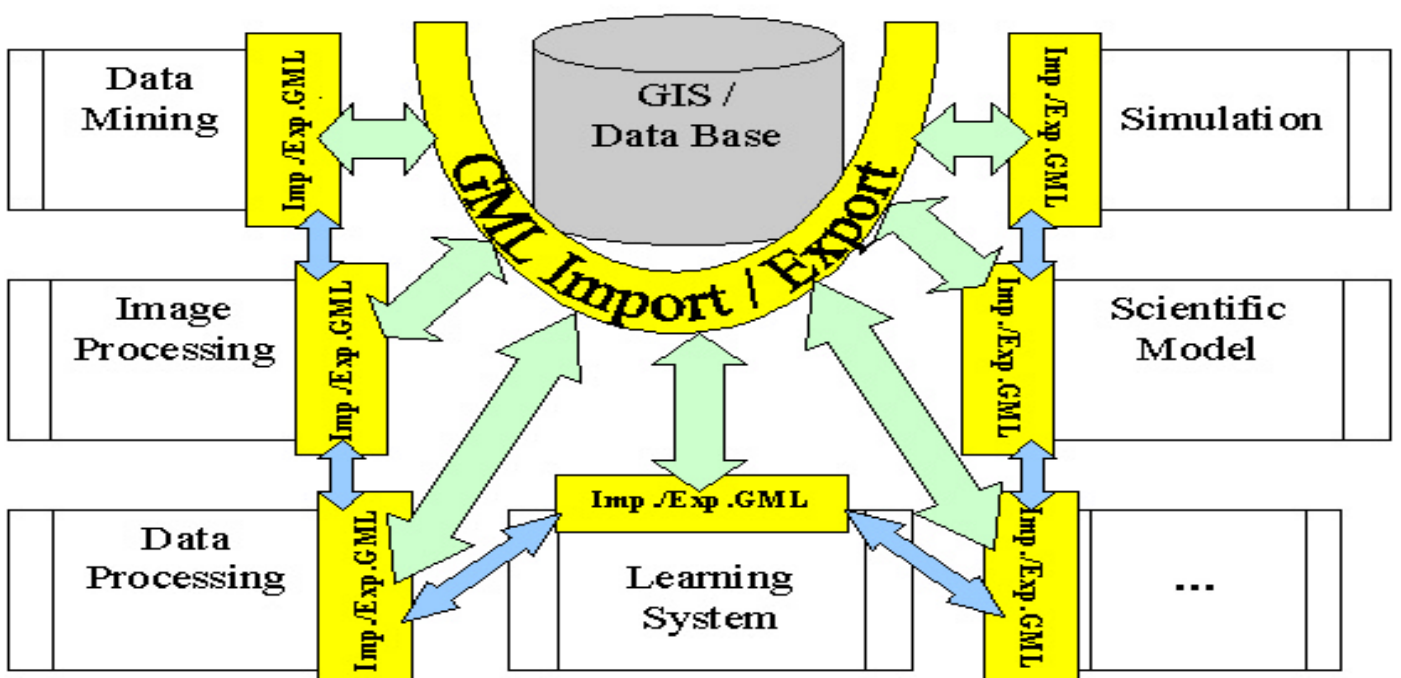 Data
Mining
Imp./Exp.GML
GIS /
Data Base
GML Import / Export
Imp./Exp.GML
Simulation
Image
Processing
Imp./Exp.GML
Imp./Exp.GML
Scientific
Model
Data
Processing
Imp./Exp.GML
Imp./Exp.GML
Learning
System
Imp./Exp.GML
...